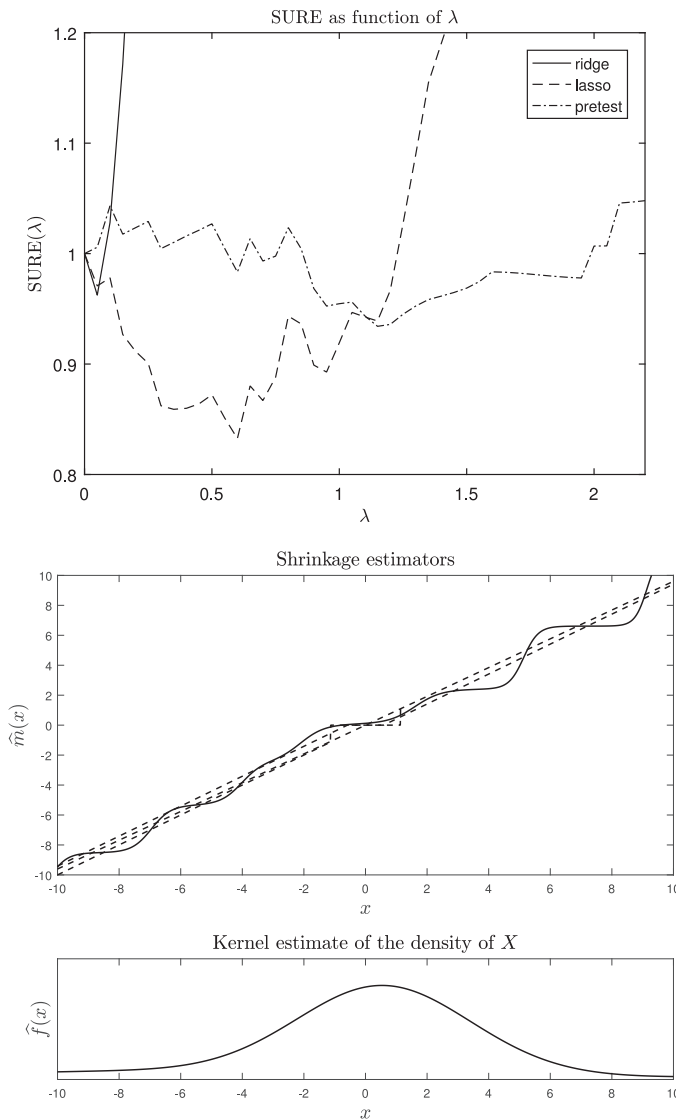 SURE as function of λ
1.2
1.1
1
0.9
0.8
SURE(λ)
ridge
lasso
pretest
0 0.5 1 1.5 2
λ
Shrinkage estimators
10
8
6
4
2
0
-2
-4
-6
-8
-10
m̂(x)
-10 -8 -6 -4 -2 0 2 4 6 8 10
x
Kernel estimate of the density of X
f̂(x)
-10 -8 -6 -4 -2 0 2 4 6 8 10
x